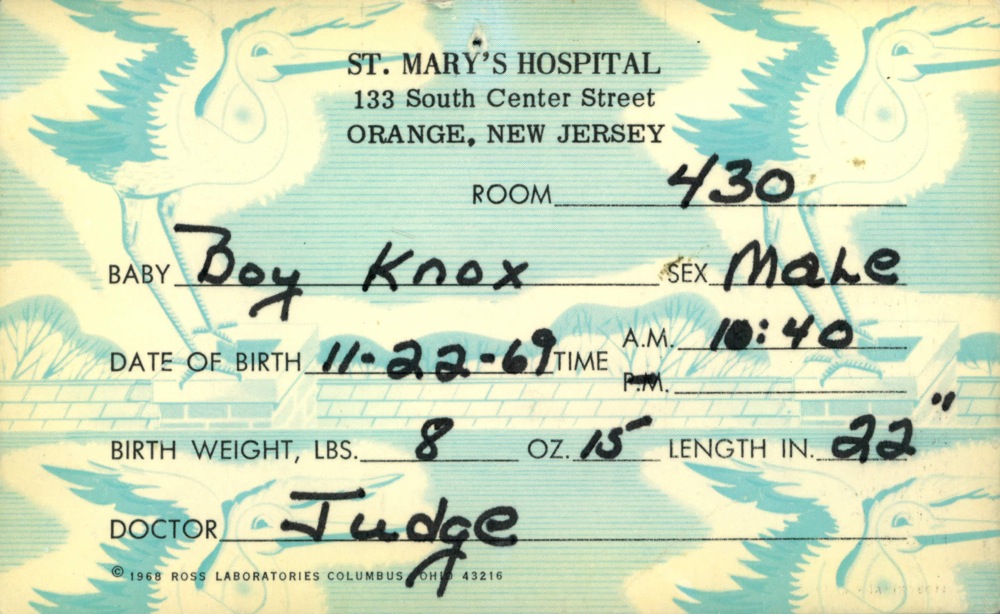 ST. MARY'S HOSPITAL
133 South Center Street
ORANGE, NEW JERSEY
ROOM 430
BABY Boy Knox SEX Male
DATE OF BIRTH 11-22-69 TIME A.M. 10:40
P.M.
BIRTH WEIGHT, LBS. 8 OZ. 15 LENGTH IN. 22"
DOCTOR Judge
© 1968 ROSS LABORATORIES COLUMBUS, OHIO 43216